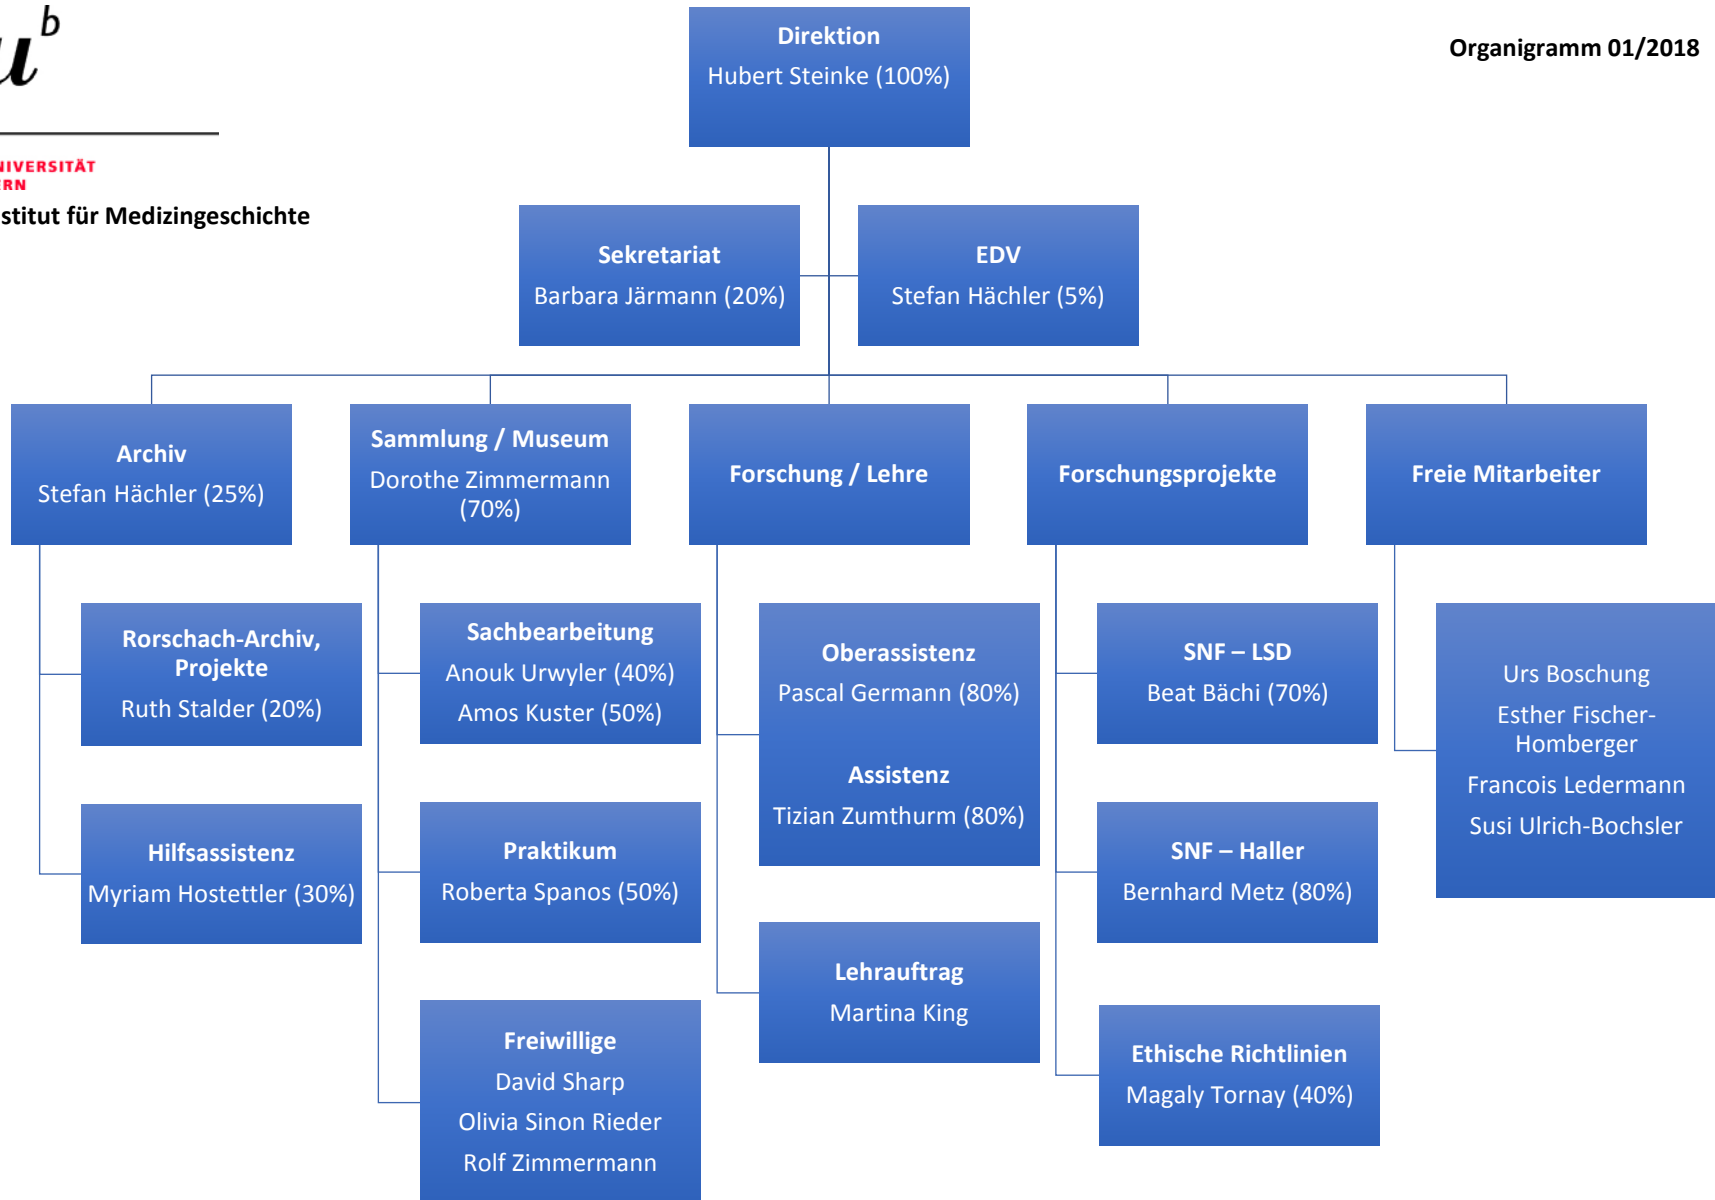 u b
Organigramm 01/2018
NIVERSITÄT
ERN
stitut für Medizingeschichte
Direktion
Hubert Steinke (100%)
Sekretariat
Barbara Järmann (20%)
EDV
Stefan Hächler (5%)
Archiv
Stefan Hächler (25%)
Sammlung / Museum
Dorothe Zimmermann
(70%)
Forschung / Lehre
Forschungsprojekte
Freie Mitarbeiter
Rorschach-Archiv,
Projekte
Ruth Stalder (20%)
Hilfsassistenz
Myriam Hostettler (30%)
Sachbearbeitung
Anouk Urwyler (40%)
Amos Kuster (50%)
Praktikum
Roberta Spanos (50%)
Freiwillige
David Sharp
Olivia Sinon Rieder
Rolf Zimmermann
Oberassistenz
Pascal Germann (80%)
Assistenz
Tizian Zumthurm (80%)
Lehrauftrag
Martina King
SNF – LSD
Beat Bächi (70%)
SNF – Haller
Bernhard Metz (80%)
Ethische Richtlinien
Magaly Tornay (40%)
Urs Boschung
Esther Fischer-
Homberger
Francois Ledermann
Susi Ulrich-Bochsler